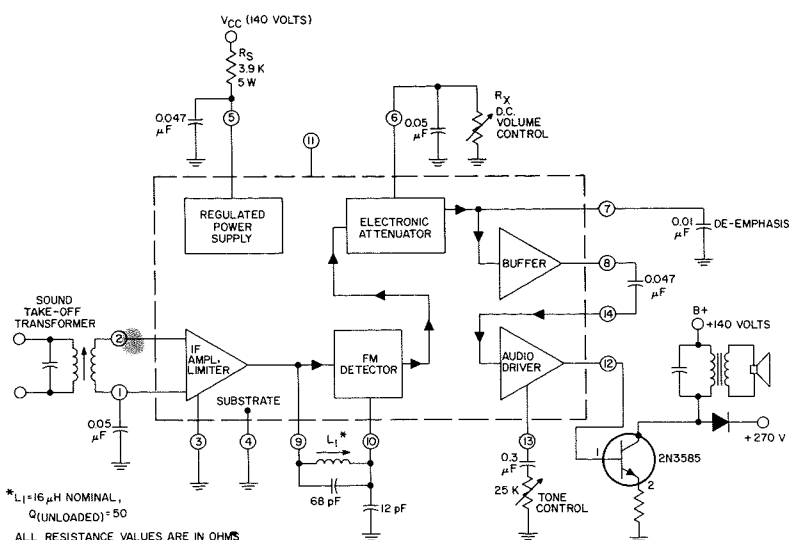 VCC (140 VOLTS)
RS
3.9 K
5 W
0.047
μF
5
6
0.05
μF
RX
D.C.
VOLUME
CONTROL
11
REGULATED
POWER
SUPPLY
ELECTRONIC
ATTENUATOR
7
0.01
μF
DE-EMPHASIS
BUFFER
8
0.047
μF
SOUND
TAKE-OFF
TRANSFORMER
2
14
B+
+140 VOLTS
IF
AMPL.
LIMITER
FM
DETECTOR
AUDIO
DRIVER
12
1
SUBSTRATE
0.05
μF
3
4
9
L1*
10
13
+270 V
1
2N3585
2
68 pF
12 pF
0.3
μF
25 K
TONE
CONTROL
*L1=16 μH NOMINAL,
Q(UNLOADED)=50
ALL RESISTANCE VALUES ARE IN OHMS